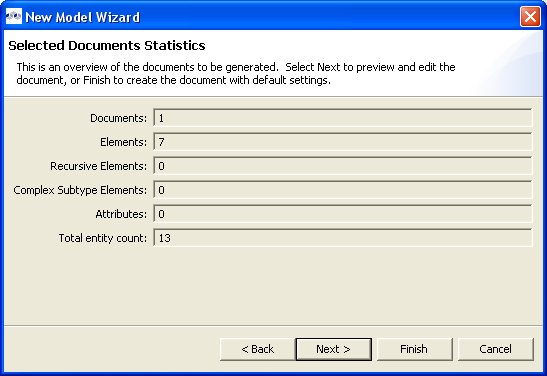 New Model Wizard
Selected Documents Statistics
This is an overview of the documents to be generated.  Select Next to preview and edit the
document, or Finish to create the document with default settings.
Documents: 1
Elements: 7
Recursive Elements: 0
Complex Subtype Elements: 0
Attributes: 0
Total entity count: 13
< Back Next > Finish Cancel